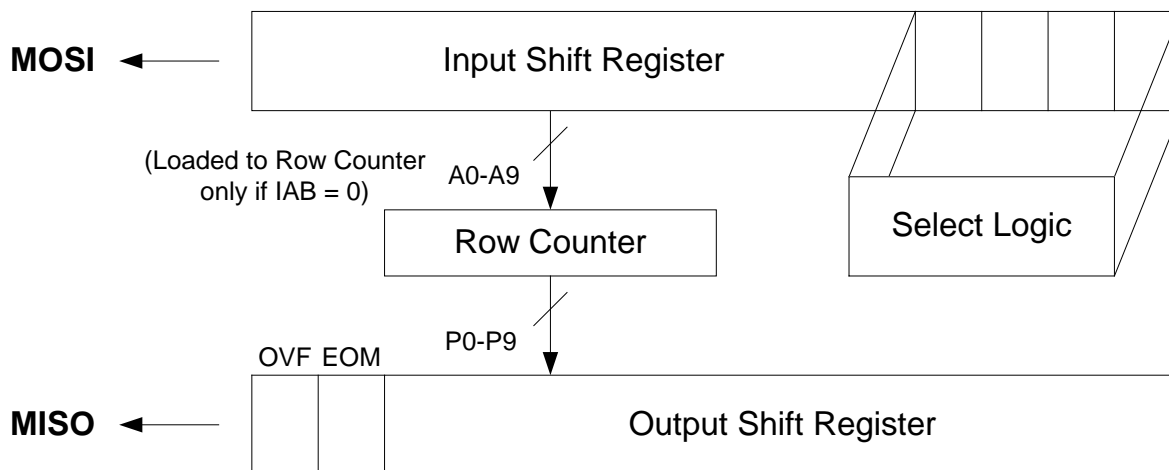 MOSI
Input Shift Register
(Loaded to Row Counter
only if IAB = 0)
A0-A9
Row Counter
Select Logic
P0-P9
OVF EOM
MISO
Output Shift Register